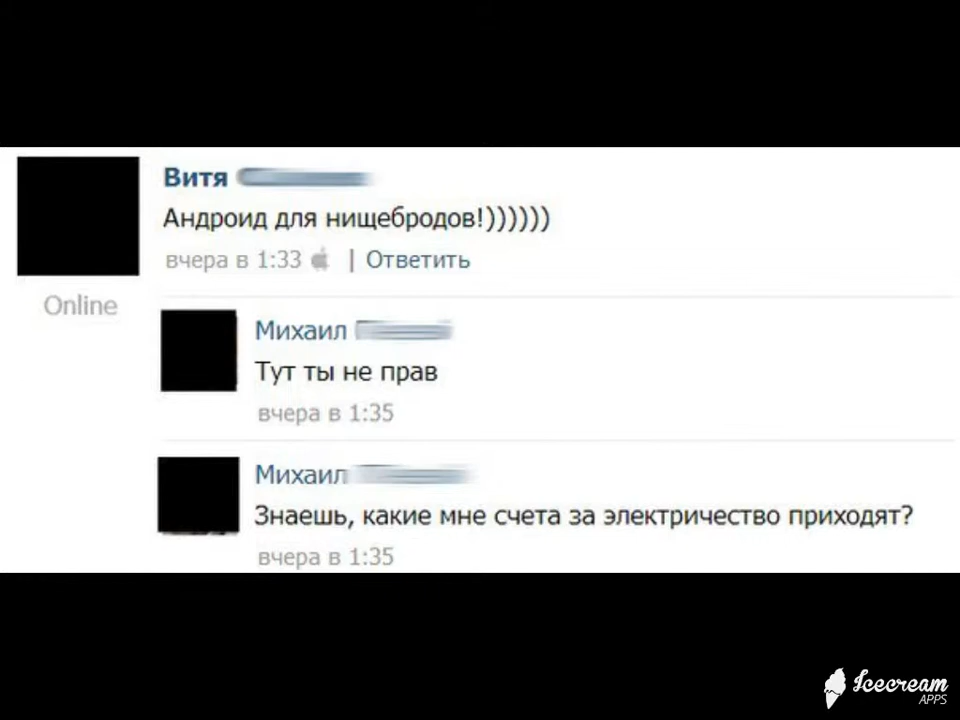 Витя
Андроид для нищебродов!))))))
вчера в 1:33 | Ответить
Online
Михаил
Тут ты не прав
вчера в 1:35
Михаил
Знаешь, какие мне счета за электричество приходят?
вчера в 1:35
Icecream
APPS